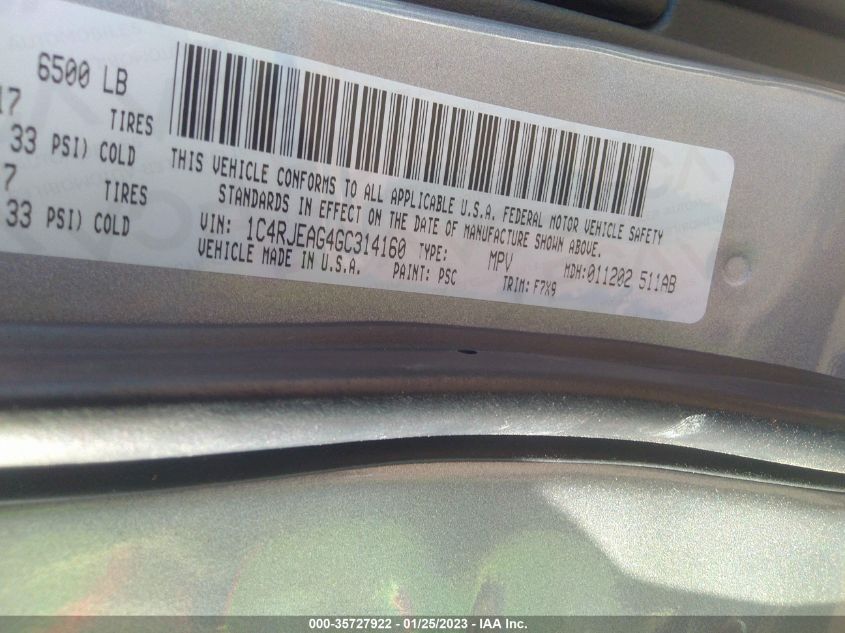 6500 LB
17 TIRES
33 PSI) COLD
7 TIRES
33 PSI) COLD
THIS VEHICLE CONFORMS TO ALL APPLICABLE U.S.A. FEDERAL MOTOR VEHICLE SAFETY
STANDARDS IN EFFECT ON THE DATE OF MANUFACTURE SHOWN ABOVE.
VIN: 1C4RJEAG4GC314160 TYPE: MPV MDH:011202 511AB
VEHICLE MADE IN U.S.A. PAINT: PSC TRIM: F7X9
000-35727922 - 01/25/2023 - IAA Inc.